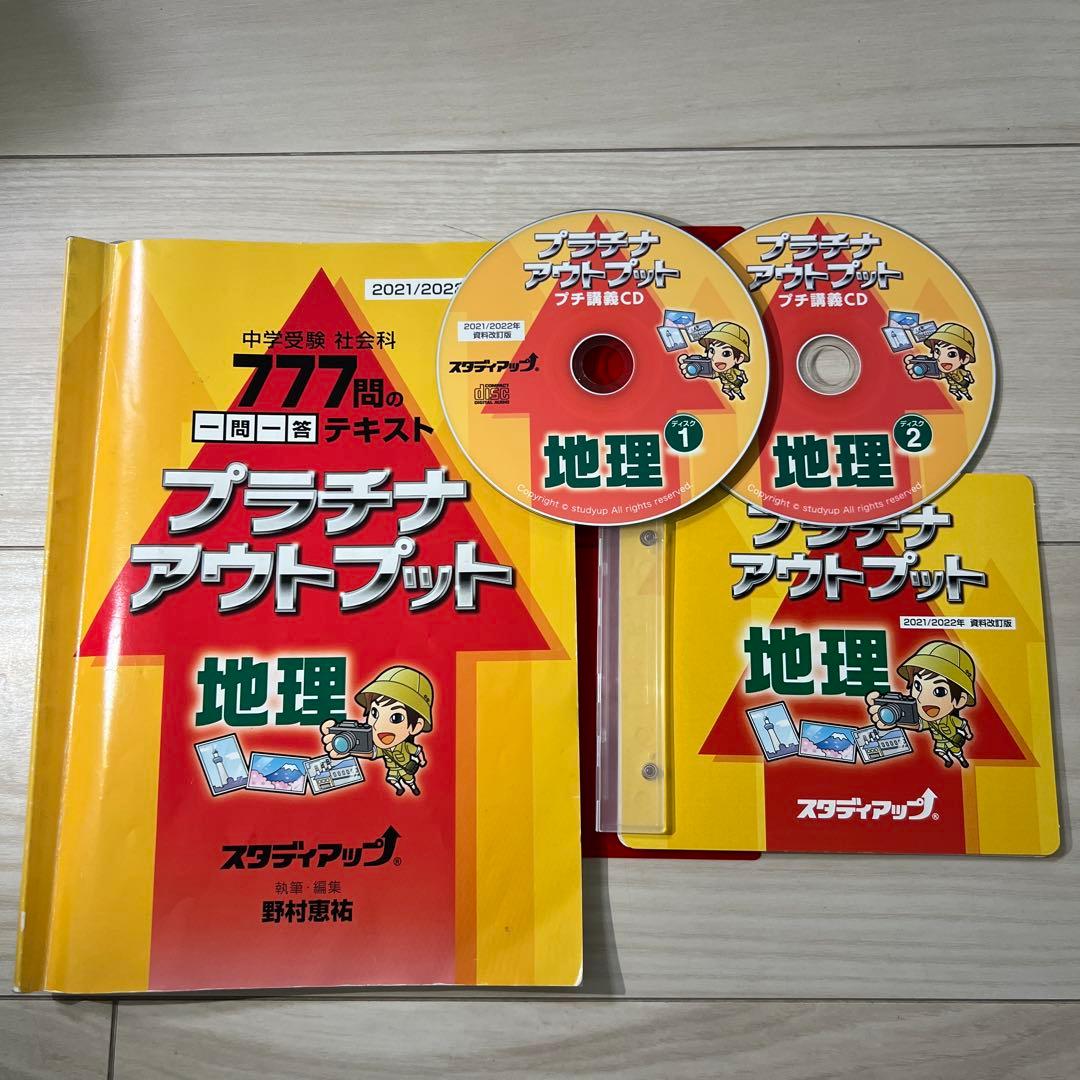 2021/2022
中学受験 社会科
777問の
一問一答 テキスト
プラチナ
アウトプット
地理
スタディアップ®
執筆・編集
野村恵祐
プラチナ
アウトプット
プチ講義CD
2021/2022年
資料改訂版
スタディアップ®
COMPACT
disc
DIGITAL AUDIO
地理
ディスク
1
Copyright © studyup All rights reserved.
プラチナ
アウトプット
プチ講義CD
地理
ディスク
2
Copyright © studyup All rights reserved.
プラチナ
アウトプット
2021/2022年 資料改訂版
地理
スタディアップ®